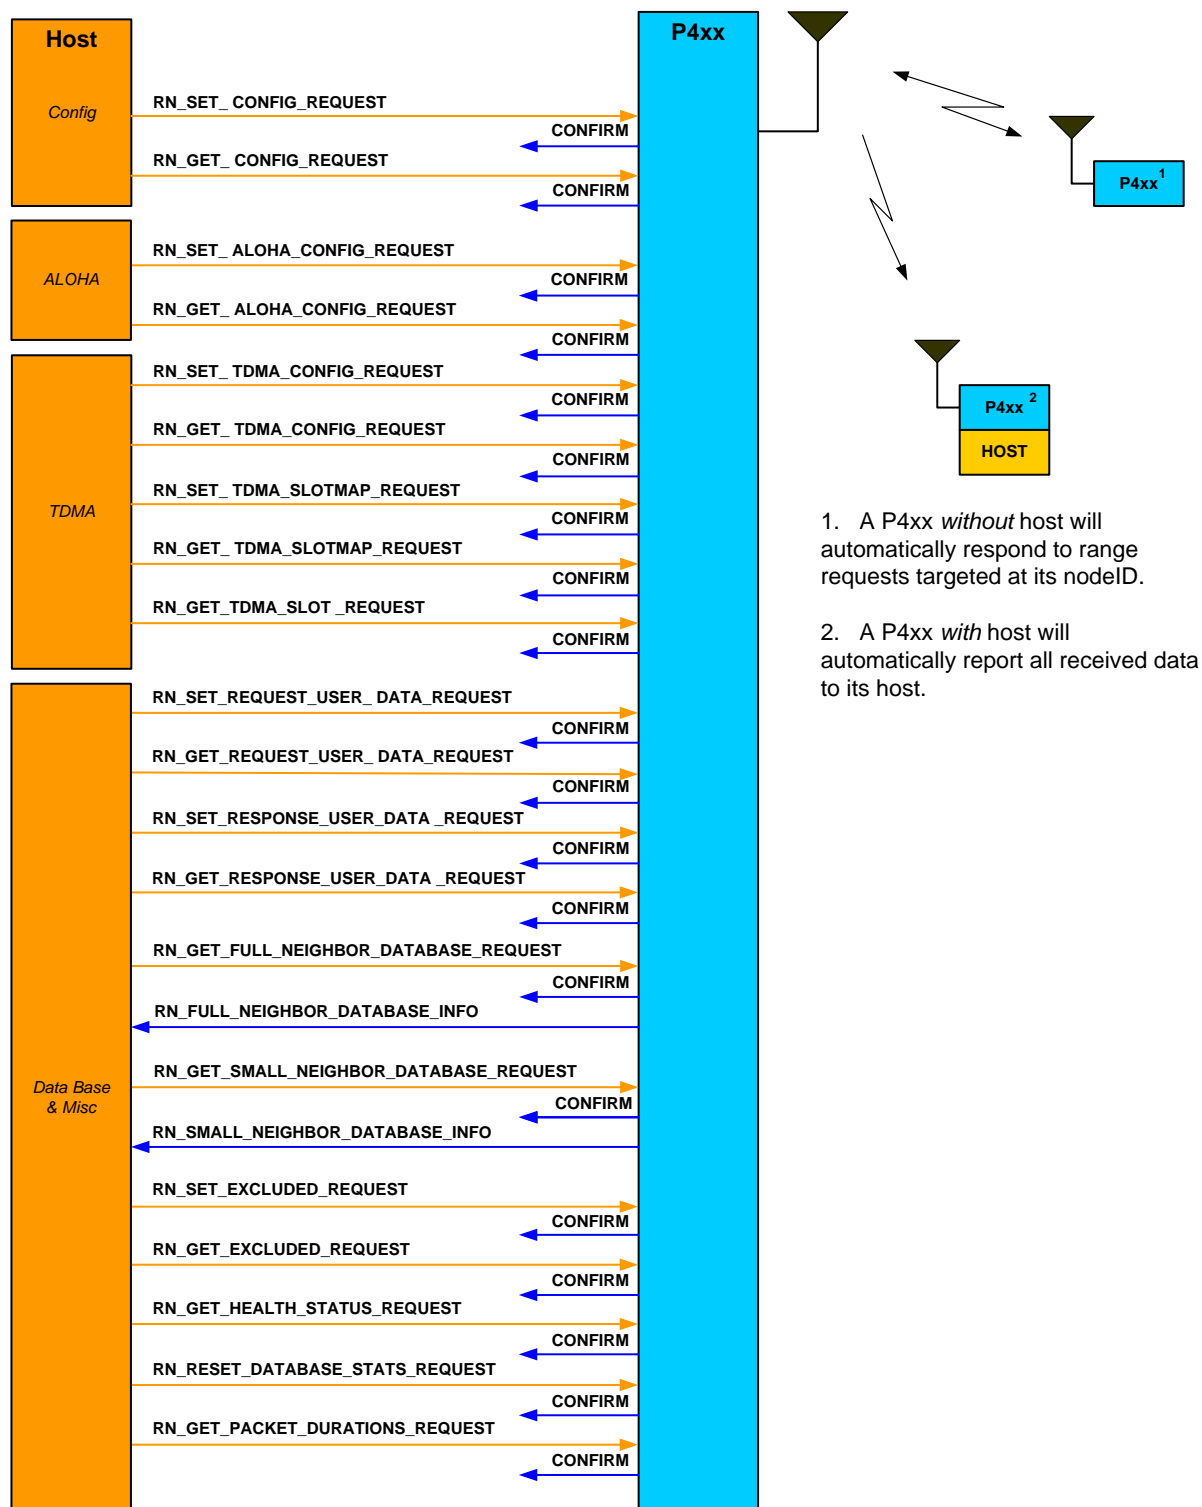 Host
P4xx
Config
RN_SET_ CONFIG_REQUEST
CONFIRM
RN_GET_ CONFIG_REQUEST
CONFIRM
P4xx 1
ALOHA
RN_SET_ ALOHA_CONFIG_REQUEST
CONFIRM
RN_GET_ ALOHA_CONFIG_REQUEST
CONFIRM
TDMA
RN_SET_ TDMA_CONFIG_REQUEST
CONFIRM
RN_GET_ TDMA_CONFIG_REQUEST
CONFIRM
RN_SET_ TDMA_SLOTMAP_REQUEST
CONFIRM
RN_GET_ TDMA_SLOTMAP_REQUEST
CONFIRM
RN_GET_TDMA_SLOT _REQUEST
CONFIRM
P4xx 2
HOST
1. A P4xx without host will
automatically respond to range
requests targeted at its nodeID.
2. A P4xx with host will
automatically report all received data
to its host.
Data Base
& Misc
RN_SET_REQUEST_USER_ DATA_REQUEST
CONFIRM
RN_GET_REQUEST_USER_ DATA_REQUEST
CONFIRM
RN_SET_RESPONSE_USER_DATA _REQUEST
CONFIRM
RN_GET_RESPONSE_USER_DATA _REQUEST
CONFIRM
RN_GET_FULL_NEIGHBOR_DATABASE_REQUEST
CONFIRM
RN_FULL_NEIGHBOR_DATABASE_INFO
RN_GET_SMALL_NEIGHBOR_DATABASE_REQUEST
CONFIRM
RN_SMALL_NEIGHBOR_DATABASE_INFO
RN_SET_EXCLUDED_REQUEST
CONFIRM
RN_GET_EXCLUDED_REQUEST
CONFIRM
RN_GET_HEALTH_STATUS_REQUEST
CONFIRM
RN_RESET_DATABASE_STATS_REQUEST
CONFIRM
RN_GET_PACKET_DURATIONS_REQUEST
CONFIRM